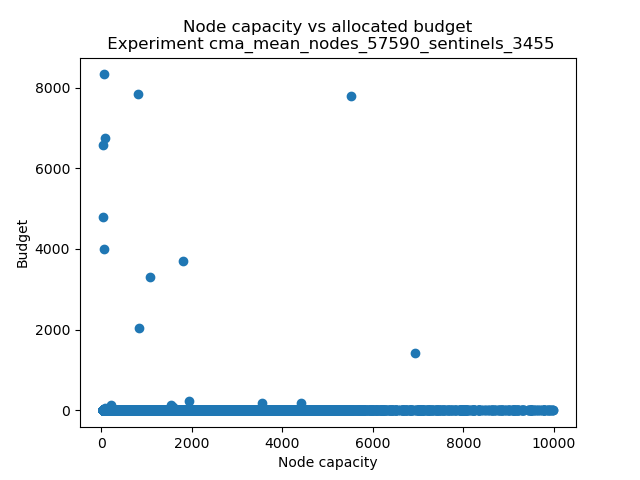 Node capacity vs allocated budget
Experiment cma_mean_nodes_57590_sentinels_3455
8000
6000
4000
2000
0
Budget
0 2000 4000 6000 8000 10000
Node capacity